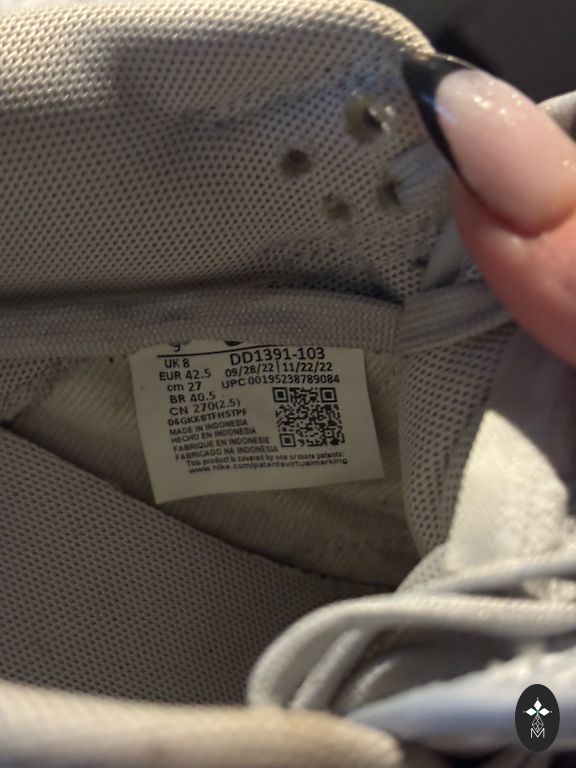 UK 8
EUR 42.5
cm 27
BR 40.5
CN 270(2.5)
DD1391-103
09/28/22 11/22/22
UPC 00195238789084
04GKXBTFH5TPF
MADE IN INDONESIA
HECHO EN INDONESIA
FABRIQUE EN INDONESIE
FABRICADO NA INDONÉSIA
This product is covered by one or more patents:
www.nike.com/patentsvirtualmarking
M